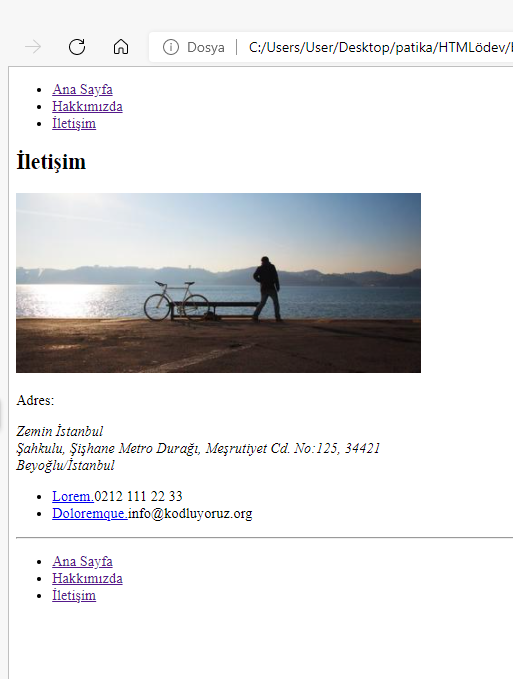 Dosya C:/Users/User/Desktop/patika/HTMLödev/
Ana Sayfa
Hakkımızda
İletişim
İletişim
Adres:
Zemin İstanbul
Şahkulu, Şişhane Metro Durağı, Meşrutiyet Cd. No:125, 34421
Beyoğlu/İstanbul
Lorem.0212 111 22 33
Doloremque.info@kodluyoruz.org
Ana Sayfa
Hakkımızda
İletişim